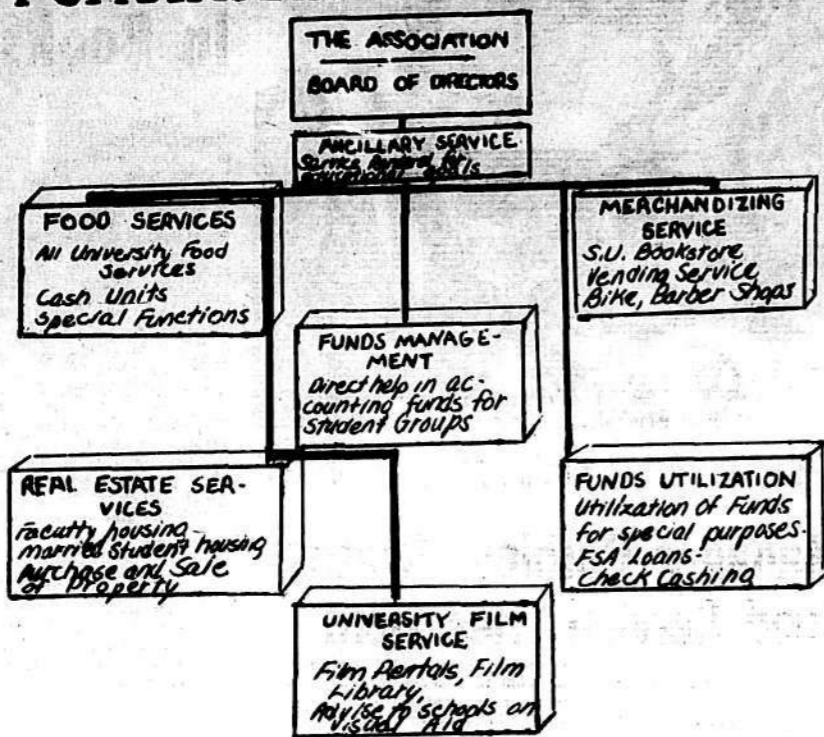 THE ASSOCIATION
BOARD OF DIRECTORS
ANCILLARY SERVICE
Service for
educational goals
FOOD SERVICES
All University Food
Services
Cash Units
Special Functions
MERCHANDIZING
SERVICE
S.U. Bookstore
Vending Service
Bike, Barber Shops
FUNDS MANAGE-
MENT
Direct help in ac-
counting funds for
Student Groups
REAL ESTATE SER-
VICES
Faculty housing-
married Student housing
Purchase and Sale
of Property
FUNDS UTILIZATION
Utilization of Funds
for special purposes-
FSA Loans-
Check Cashing
UNIVERSITY FILM
SERVICE
Film Rentals, Film
Library,
Advise to schools on
Visual Aid